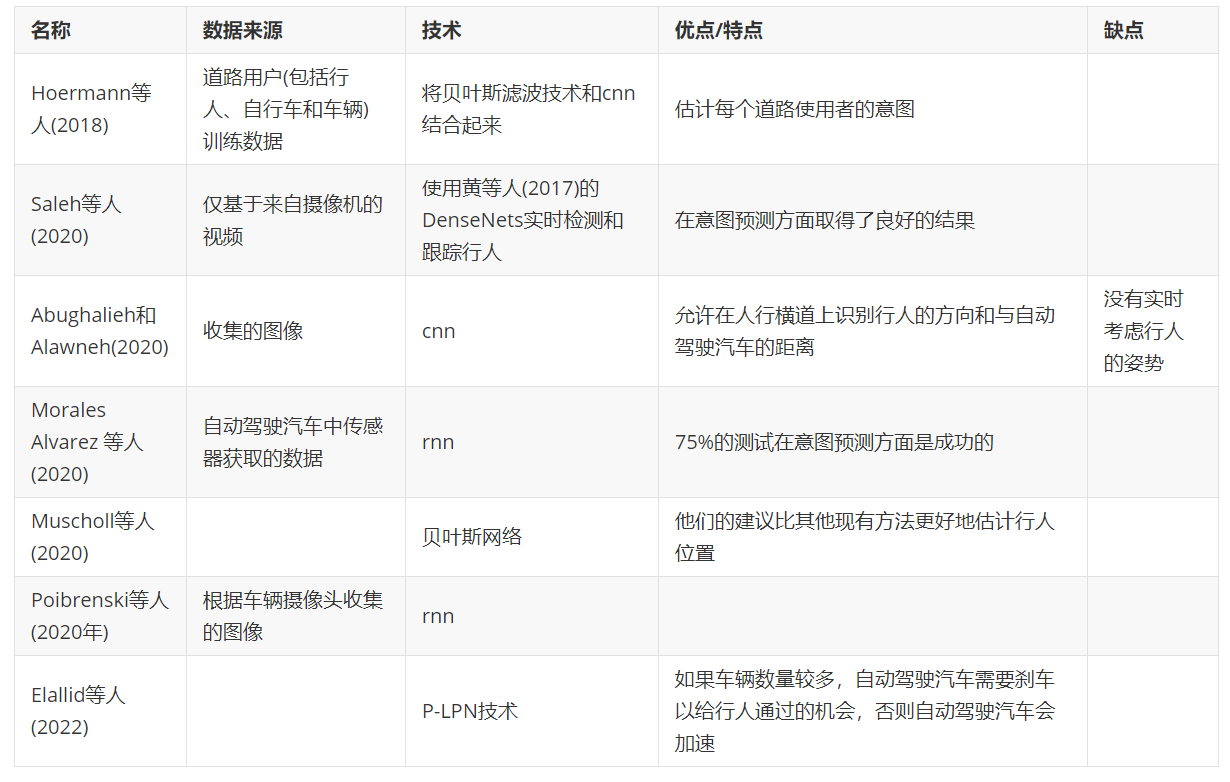 名称 数据来源 技术 优点/特点 缺点
Hoermann等
人(2018)
道路用户(包括行
人、自行车和车辆)
训练数据
将贝叶斯滤波技术和cnn
结合起来
估计每个道路使用者的意图
Saleh等人
(2020)
仅基于来自摄像机的
视频
使用黄等人(2017)的
DenseNets实时检测和
跟踪行人
在意图预测方面取得了良好的结果
Abughalieh和
Alawneh(2020)
收集的图像
cnn
允许在人行横道上识别行人的方向和与自动
驾驶汽车的距离
没有实时
考虑行人
的姿势
Morales
Alvarez 等人
(2020)
自动驾驶汽车中传感
器获取的数据
rnn
75%的测试在意图预测方面是成功的
Muscholl等人
(2020)
贝叶斯网络
他们的建议比其他现有方法更好地估计行人
位置
Poibrenski等人
(2020年)
根据车辆摄像头收集
的图像
rnn
Elallid等人
(2022)
P-LPN技术
如果车辆数量较多，自动驾驶汽车需要刹车
以给行人通过的机会，否则自动驾驶汽车会
加速